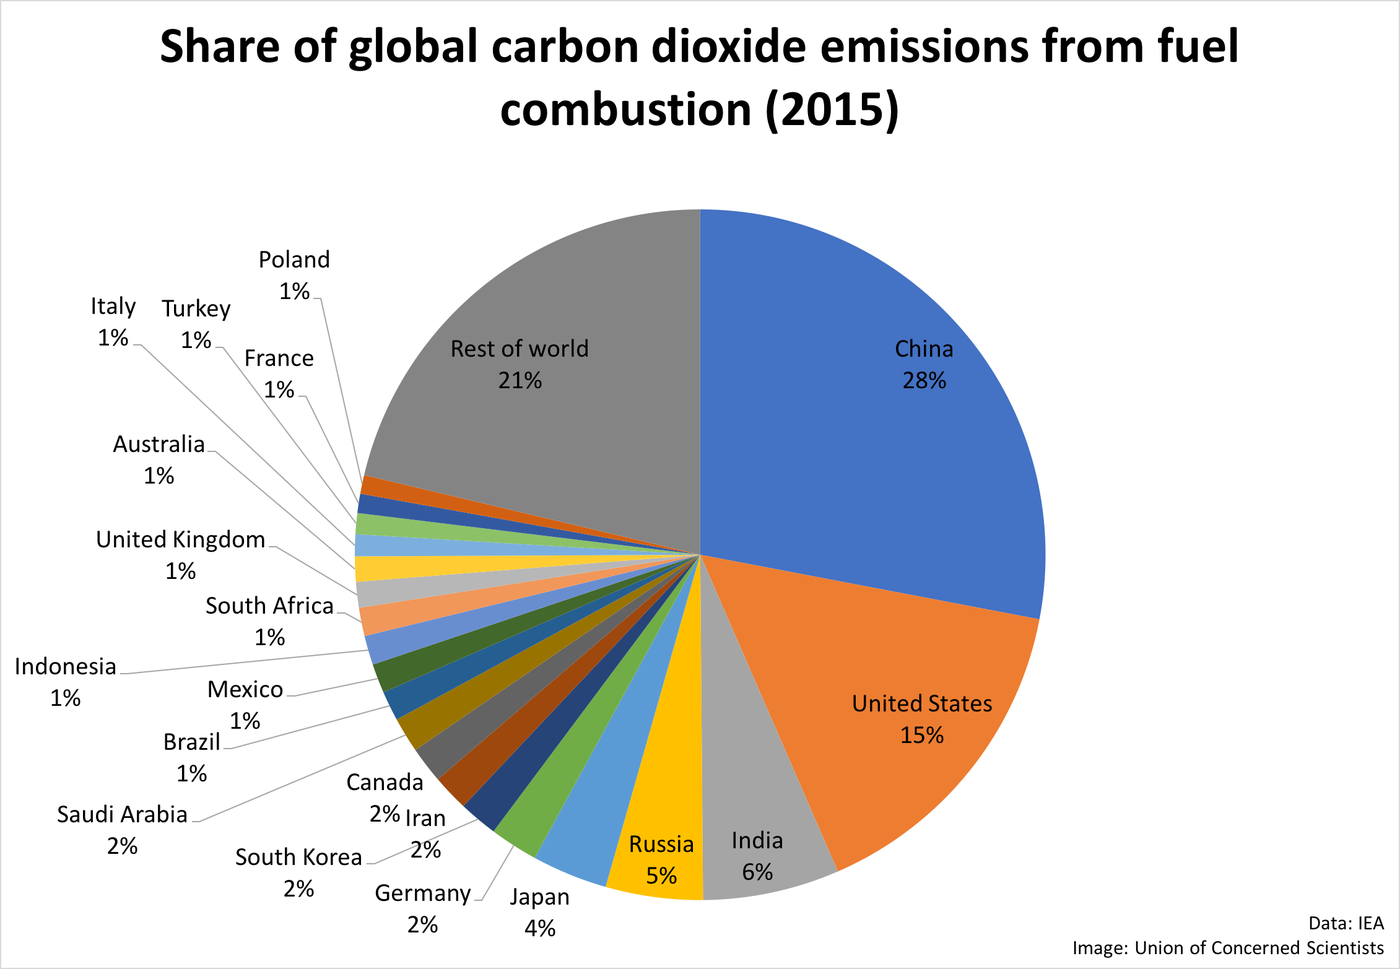 Share of global carbon dioxide emissions from fuel
combustion (2015)
China
28%
United States
15%
India
6%
Russia
5%
Japan
4%
Germany
2%
South Korea
2%
Iran
2%
Canada
2%
Saudi Arabia
2%
Brazil
1%
Mexico
1%
Indonesia
1%
South Africa
1%
United Kingdom
1%
Australia
1%
Italy
1%
Turkey
1%
France
1%
Poland
1%
Rest of world
21%
Data: IEA
Image: Union of Concerned Scientists